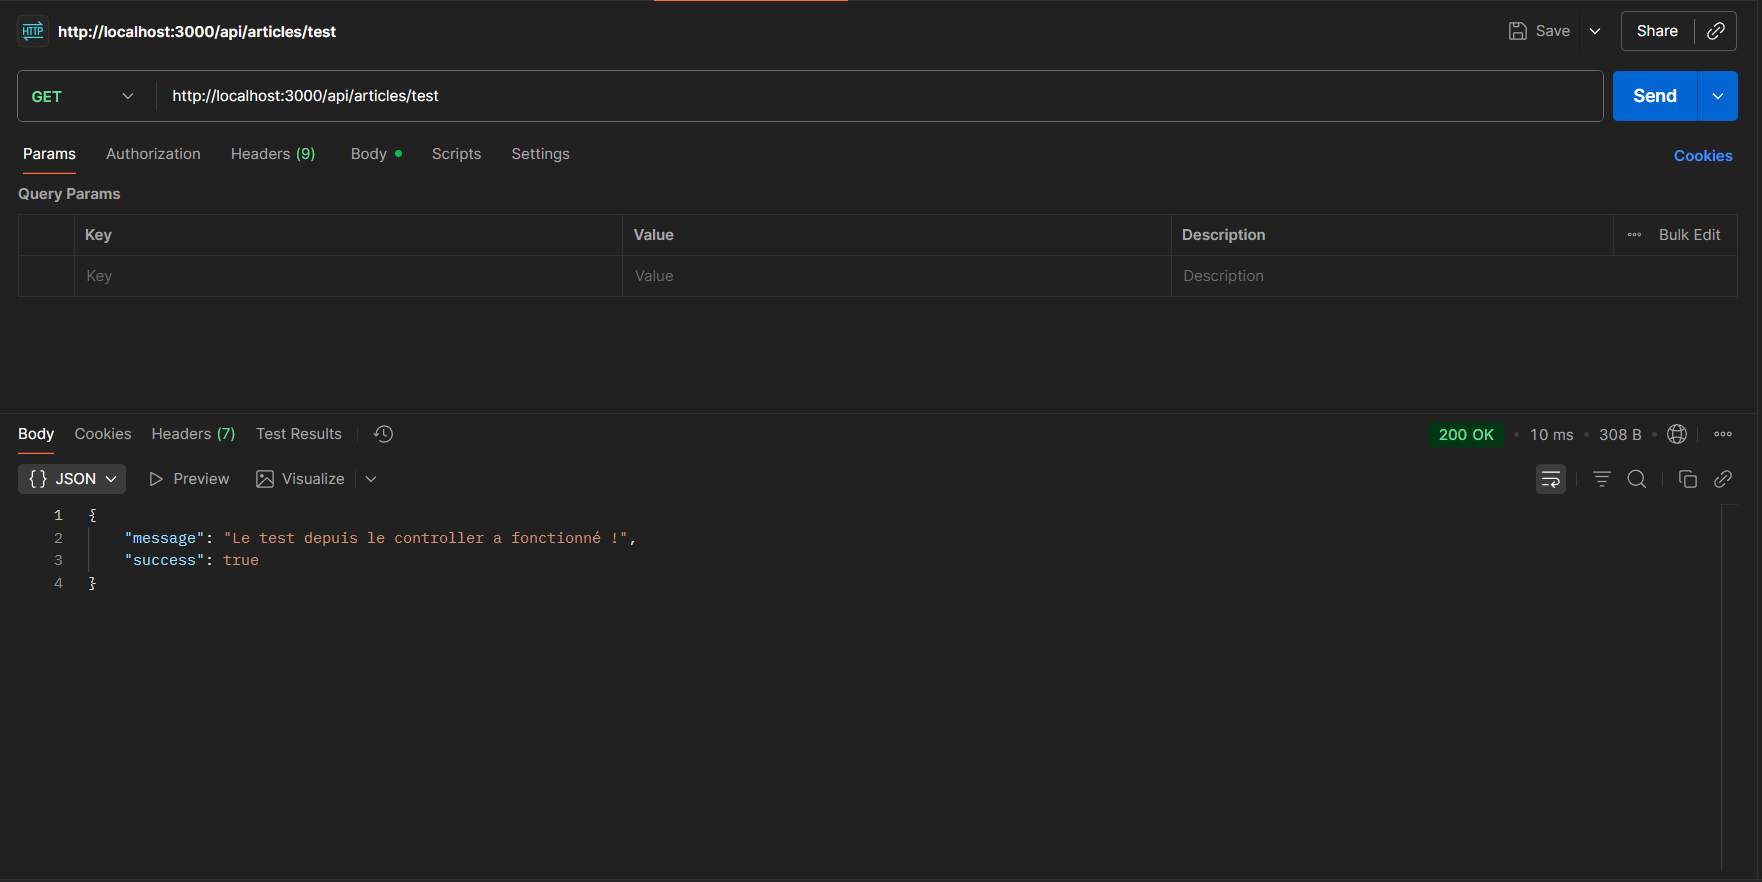 HTTP http://localhost:3000/api/articles/test Save Share
GET http://localhost:3000/api/articles/test Send
Params Authorization Headers (9) Body Scripts Settings Cookies
Query Params
Key Value Description Bulk Edit
Key Value Description
Body Cookies Headers (7) Test Results 200 OK • 10 ms • 308 B •
{} JSON Preview Visualize
1 {
2 "message": "Le test depuis le controller a fonctionné !",
3 "success": true
4 }